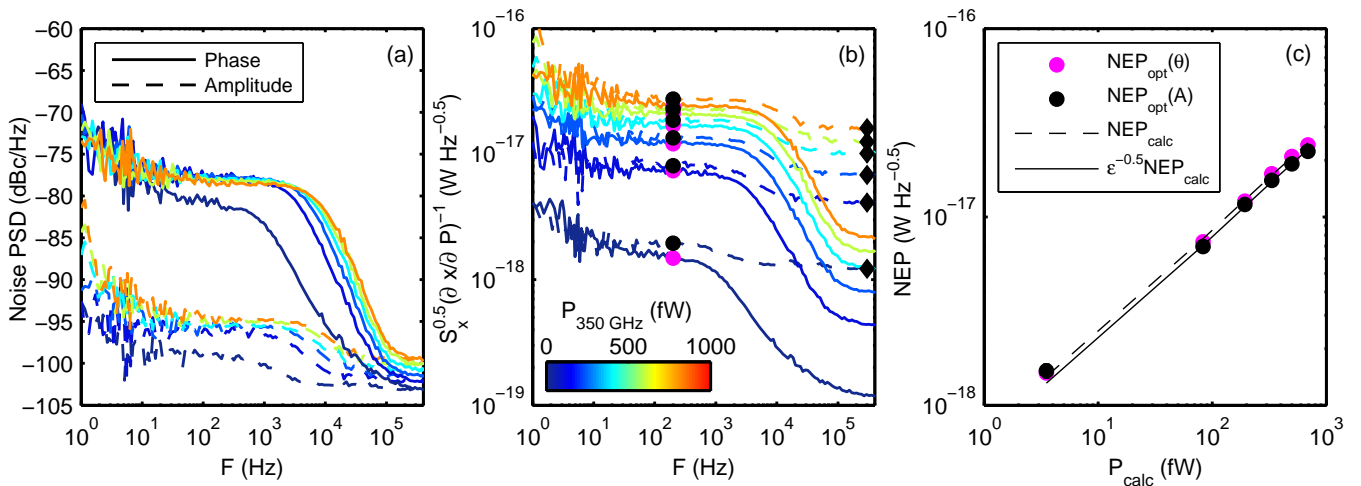 −60
−65
−70
−75
−80
−85
−90
−95
−100
−105
Noise PSD (dBc/Hz)
(a)
Phase
Amplitude
10^0 10^1 10^2 10^3 10^4 10^5
F (Hz)
10^−16
10^−17
10^−18
10^−19
S_x^0.5(∂ x/∂ P)^−1 (W Hz^−0.5)
(b)
P_350 GHz (fW)
0 500 1000
10^0 10^1 10^2 10^3 10^4 10^5
F (Hz)
10^−16
10^−17
10^−18
NEP (W Hz^−0.5)
(c)
NEP_opt(θ)
NEP_opt(A)
NEP_calc
ε^−0.5NEP_calc
10^0 10^1 10^2 10^3
P_calc (fW)